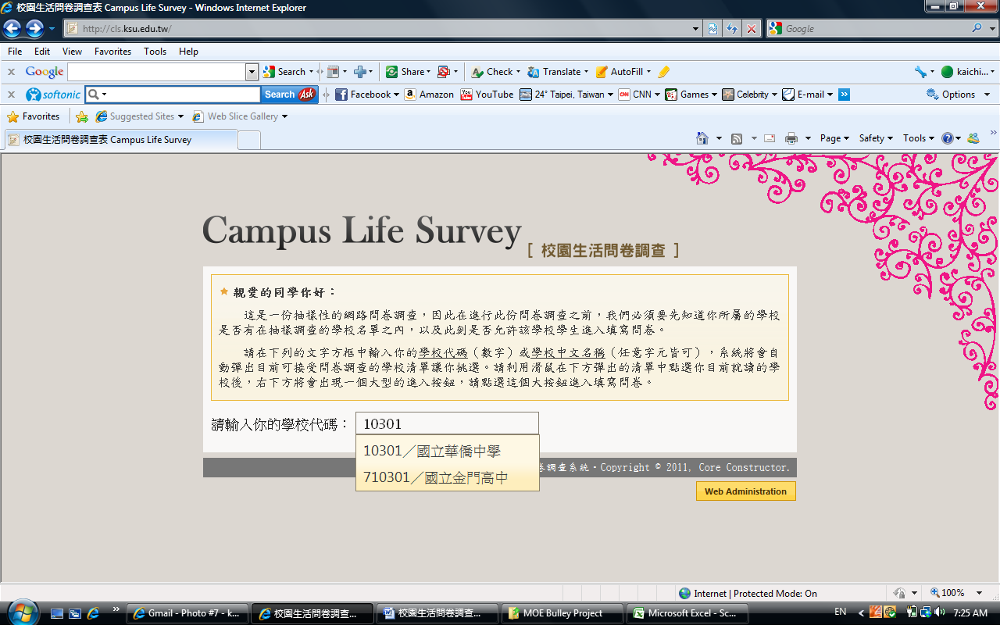 校園生活問卷調查表 Campus Life Survey - Windows Internet Explorer
http://cls.ksu.edu.tw/
Google
File Edit View Favorites Tools Help
x Google Search Share Check Translate AutoFill kaichi...
x softonic Search Ask Facebook Amazon YouTube 24° Taipei, Taiwan CNN Games Celebrity E-mail » Options
Favorites Suggested Sites Web Slice Gallery
校園生活問卷調查表 Campus Life Survey Page Safety Tools »
Campus Life Survey
[ 校園生活問卷調查 ]
親愛的同學你好：
這是一份抽樣性的網路問卷調查，因此在進行此份問卷調查之前，我們必須要先知道你所屬的學校
是否有在抽樣調查的學校名單之內，以及此刻是否允許該學校學生進入填寫問卷。
請在下列的文字方框中輸入你的學校代碼（數字）或學校中文名稱（任意字元皆可），系統將會自
動彈出目前可接受問卷調查的學校清單讓你挑選。請利用滑鼠在下方彈出的清單中點選你目前就讀的學
校後，右下方將會出現一個大型的進入按鈕，請點選這個大按鈕進入填寫問卷。
請輸入你的學校代碼： 10301
10301／國立華僑中學
卷調查系統‧Copyright © 2011, Core Constructor.
710301／國立金門高中
Web Administration
Internet | Protected Mode: On 100%
» Gmail - Photo #7 - k... 校園生活問卷調查... 校園生活問卷調查... MOE Bulley Project Microsoft Excel - Sc... EN < 7:25 AM